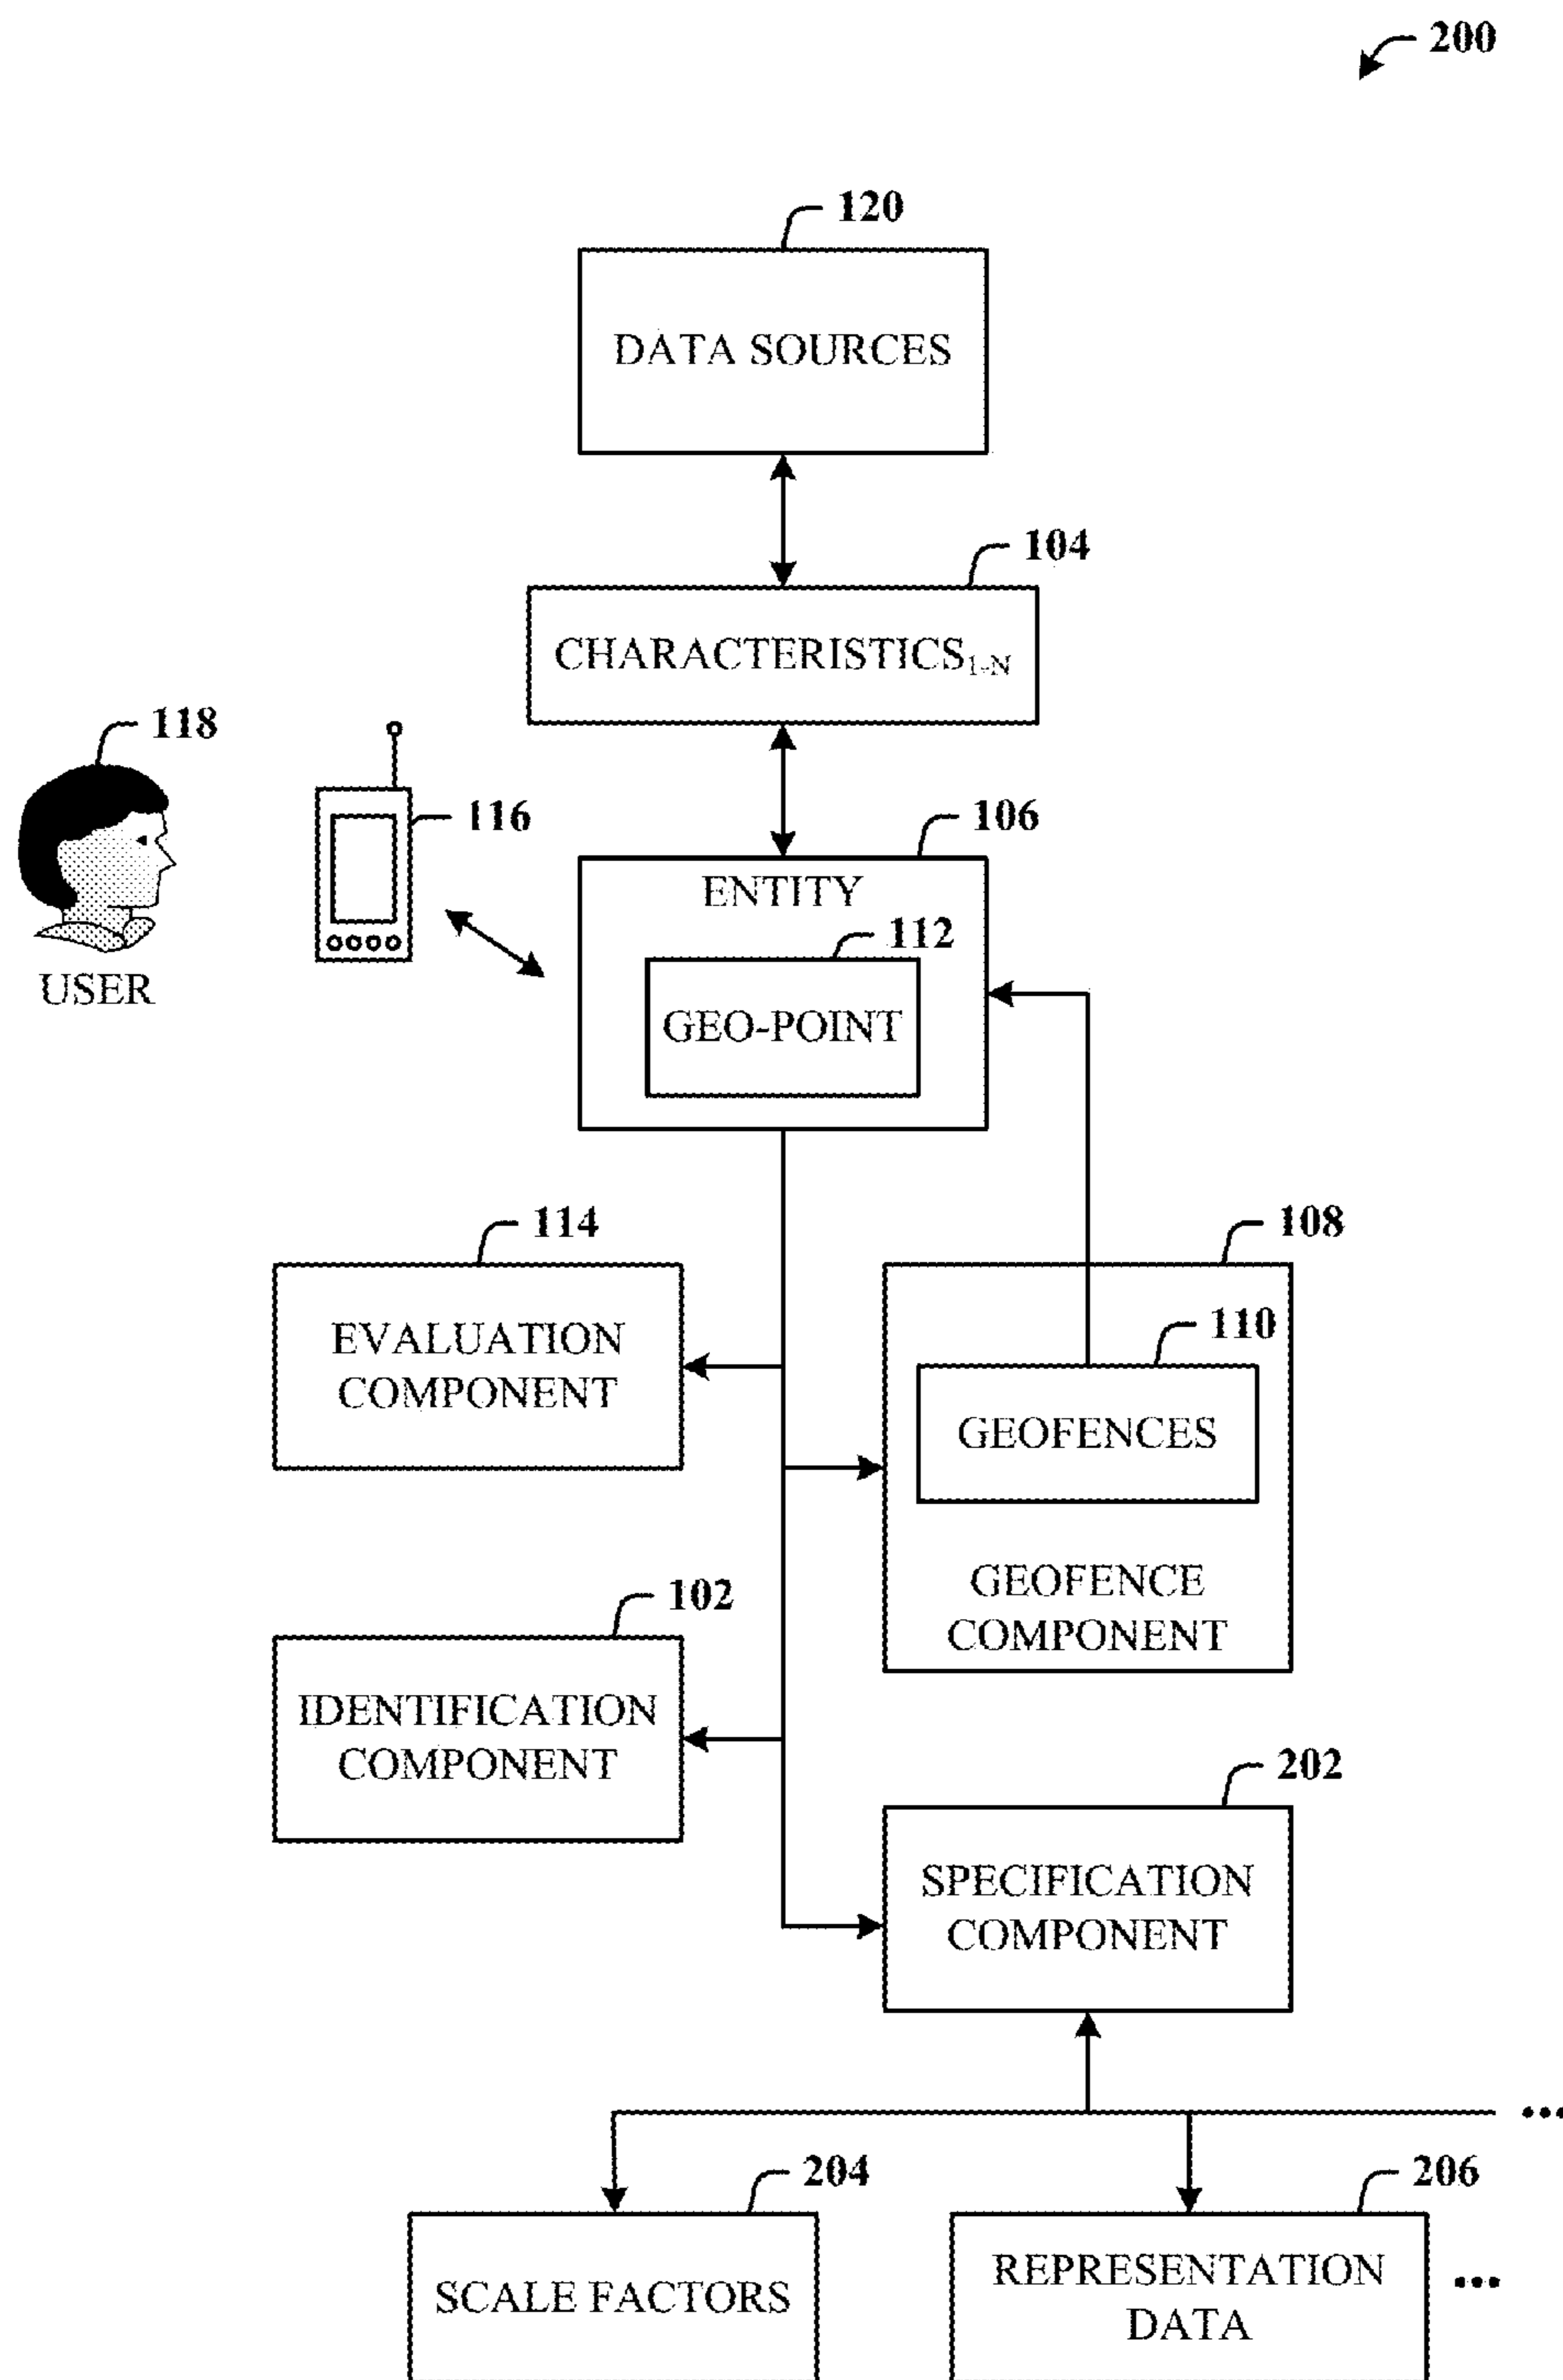 200
120
DATA SOURCES
104
CHARACTERISTICS1-N
118
116
106
ENTITY
112
USER
GEO-POINT
114
108
EVALUATION
COMPONENT
110
GEOFENCES
GEOFENCE
COMPONENT
102
IDENTIFICATION
COMPONENT
202
SPECIFICATION
COMPONENT
...
204
206
SCALE FACTORS
REPRESENTATION
DATA
...